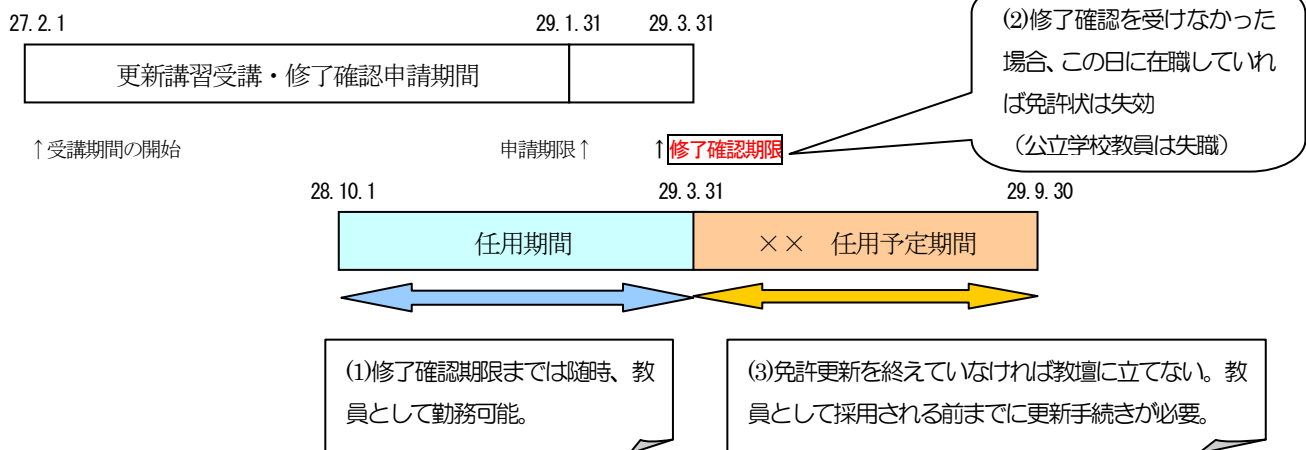 27.2.1
29.1.31
29.3.31
更新講習受講・修了確認申請期間
(2)修了確認を受けなかった
場合、この日に在職していれ
ば免許状は失効
（公立学校教員は失職）
↑受講期間の開始
申請期限↑
↑修了確認期限
28.10.1
29.3.31
29.9.30
任用期間
××　任用予定期間
(1)修了確認期限までは随時、教
員として勤務可能。
(3)免許更新を終えていなければ教壇に立てない。教
員として採用される前までに更新手続きが必要。